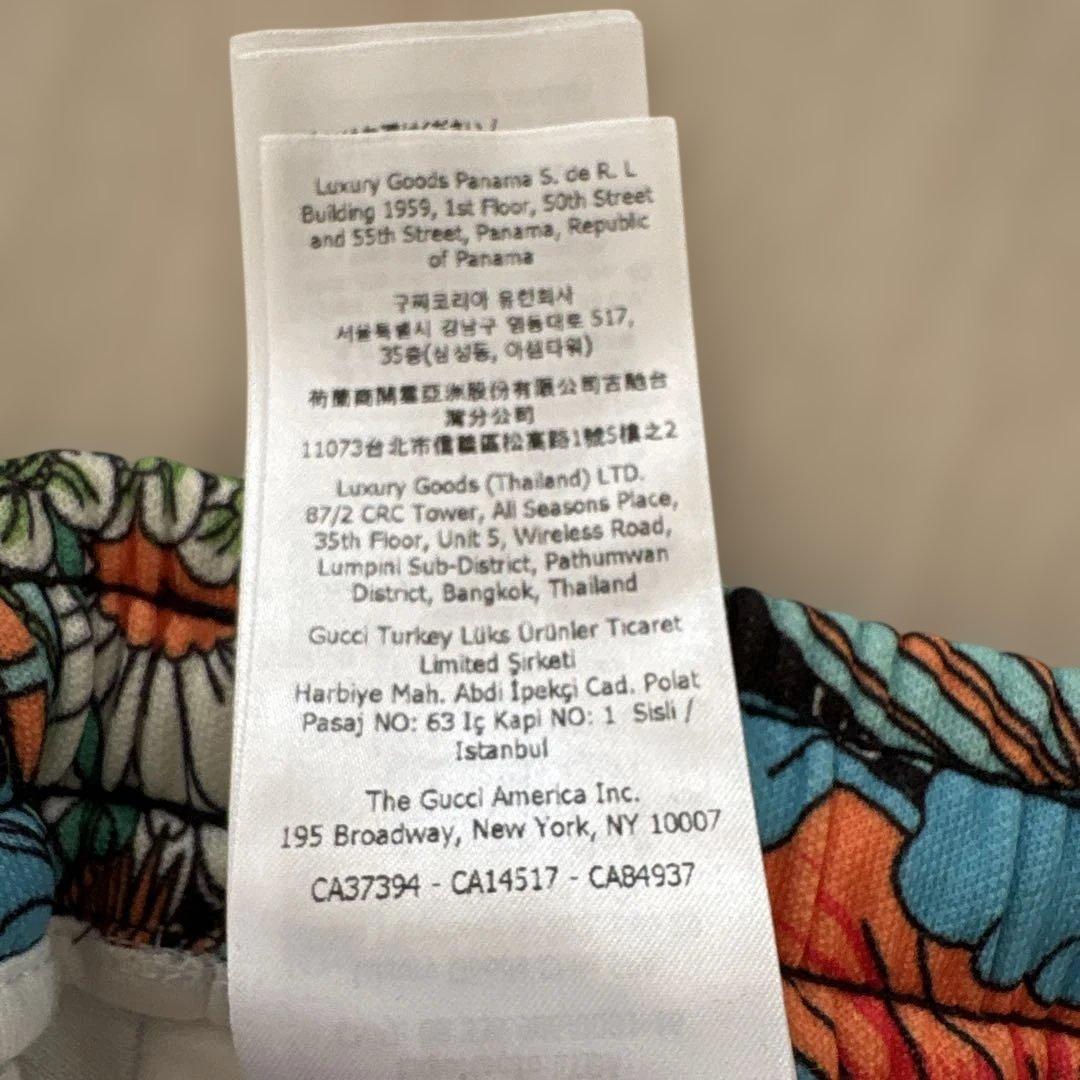 Luxury Goods Panama S. de R. L
Building 1959, 1st Floor, 50th Street
and 55th Street, Panama, Republic
of Panama
구찌코리아 유한회사
서울특별시 강남구 영동대로 517,
35층(삼성동, 아셈타워)
荷蘭商開雲亞洲股份有限公司古馳台
灣分公司
11073台北市信義區松高路1號5樓之2
Luxury Goods (Thailand) LTD.
87/2 CRC Tower, All Seasons Place,
35th Floor, Unit 5, Wireless Road,
Lumpini Sub-District, Pathumwan
District, Bangkok, Thailand
Gucci Turkey Lüks Ürünler Ticaret
Limited Şirketi
Harbiye Mah. Abdi İpekçi Cad. Polat
Pasaj NO: 63 Iç Kapi NO: 1 Sisli /
Istanbul
The Gucci America Inc.
195 Broadway, New York, NY 10007
CA37394 - CA14517 - CA84937